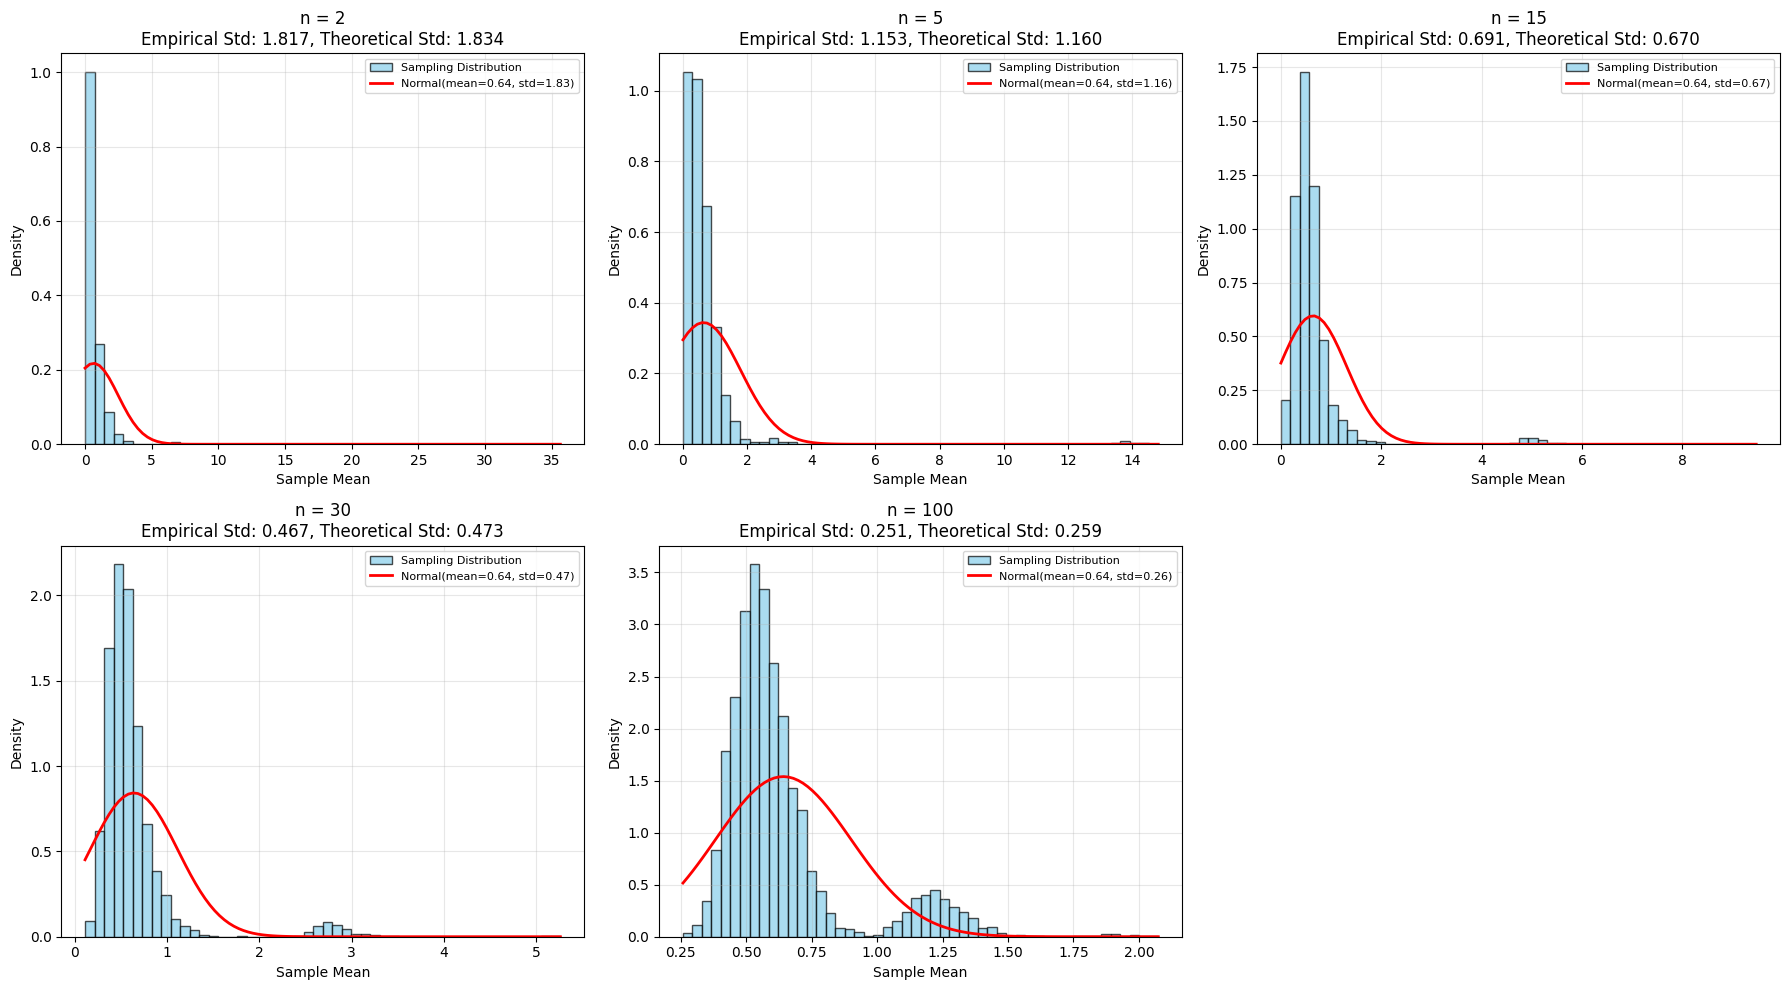 n = 2
Empirical Std: 1.817, Theoretical Std: 1.834
Sampling Distribution
Normal(mean=0.64, std=1.83)
Density
1.0
0.8
0.6
0.4
0.2
0.0
0 5 10 15 20 25 30 35
Sample Mean
n = 5
Empirical Std: 1.153, Theoretical Std: 1.160
Sampling Distribution
Normal(mean=0.64, std=1.16)
Density
1.0
0.8
0.6
0.4
0.2
0.0
0 2 4 6 8 10 12 14
Sample Mean
n = 15
Empirical Std: 0.691, Theoretical Std: 0.670
Sampling Distribution
Normal(mean=0.64, std=0.67)
Density
1.75
1.50
1.25
1.00
0.75
0.50
0.25
0.00
0 2 4 6 8
Sample Mean
n = 30
Empirical Std: 0.467, Theoretical Std: 0.473
Sampling Distribution
Normal(mean=0.64, std=0.47)
Density
2.0
1.5
1.0
0.5
0.0
0 1 2 3 4 5
Sample Mean
n = 100
Empirical Std: 0.251, Theoretical Std: 0.259
Sampling Distribution
Normal(mean=0.64, std=0.26)
Density
3.5
3.0
2.5
2.0
1.5
1.0
0.5
0.0
0.25 0.50 0.75 1.00 1.25 1.50 1.75 2.00
Sample Mean